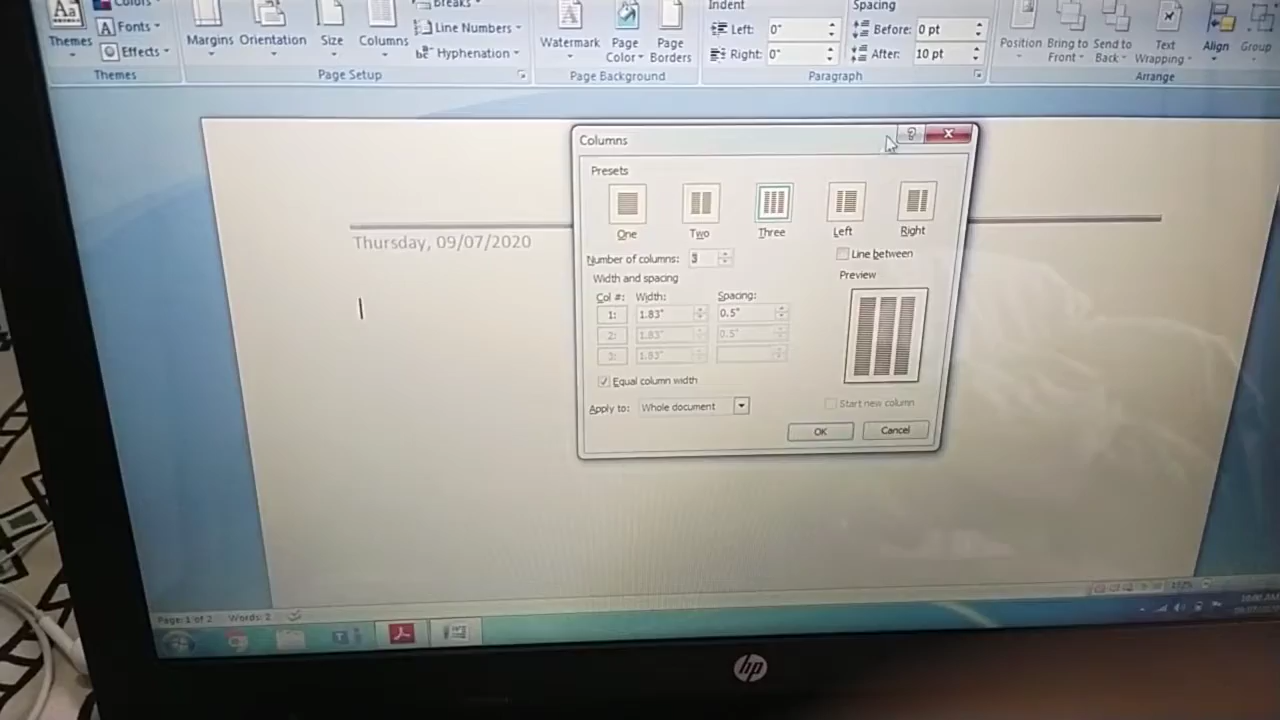 Colors
Aa
Themes
A Fonts
Effects
Themes
Margins
Orientation
Size
Columns
Breaks
Line Numbers
Hyphenation
Page Setup
Watermark
Page Color
Page Borders
Page Background
Indent
Left: 0"
Right: 0"
Spacing
Before: 0 pt
After: 10 pt
Paragraph
Position
Bring to Front
Send to Back
Text Wrapping
Align
Group
Arrange
Thursday, 09/07/2020
Columns
Presets
One
Two
Three
Left
Right
Number of columns: 3
Line between
Width and spacing
Preview
Col #: Width: Spacing:
1: 1.83" 0.5"
2: 1.83" 0.5"
3: 1.83"
Equal column width
Apply to: Whole document
Start new column
OK
Cancel
Page: 1 of 2 Words: 2
hp